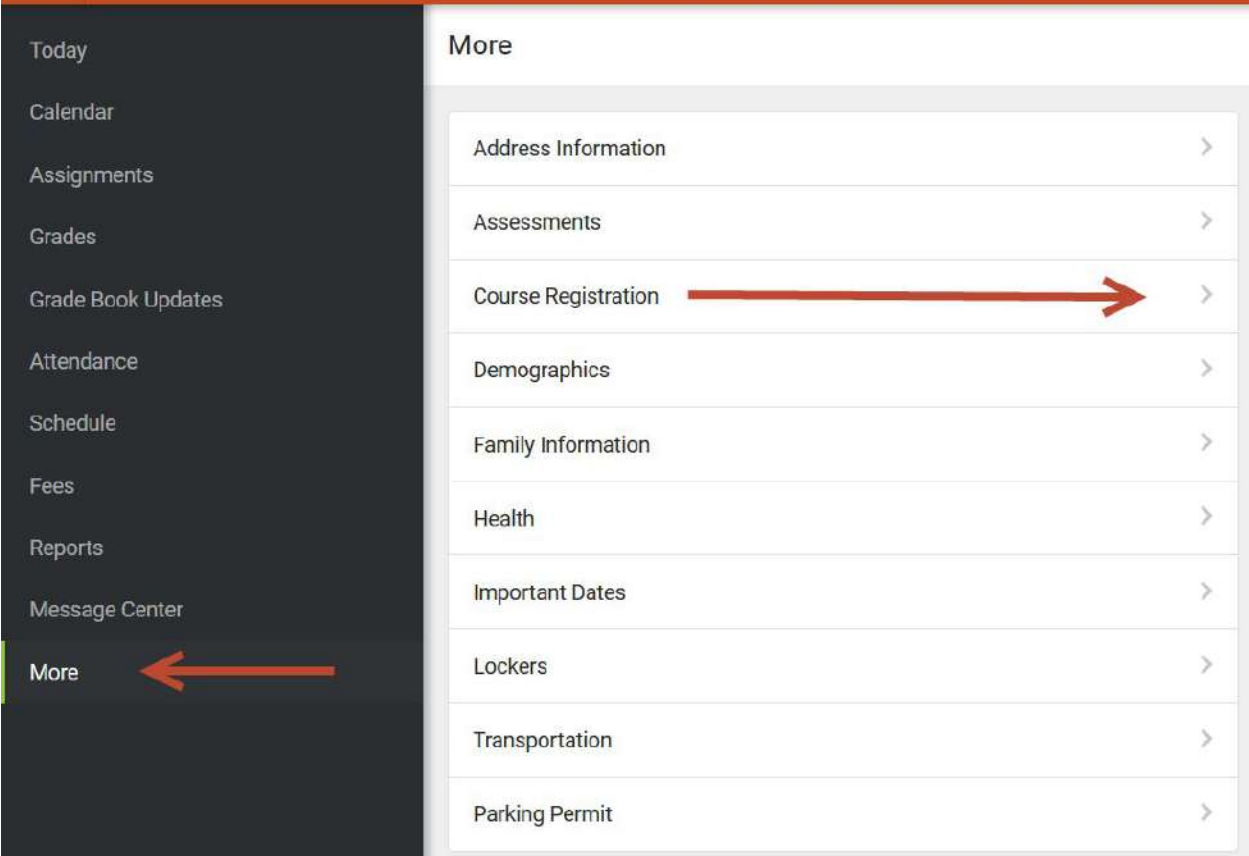 Today
Calendar
Assignments
Grades
Grade Book Updates
Attendance
Schedule
Fees
Reports
Message Center
More
More
Address Information
Assessments
Course Registration
Demographics
Family Information
Health
Important Dates
Lockers
Transportation
Parking Permit